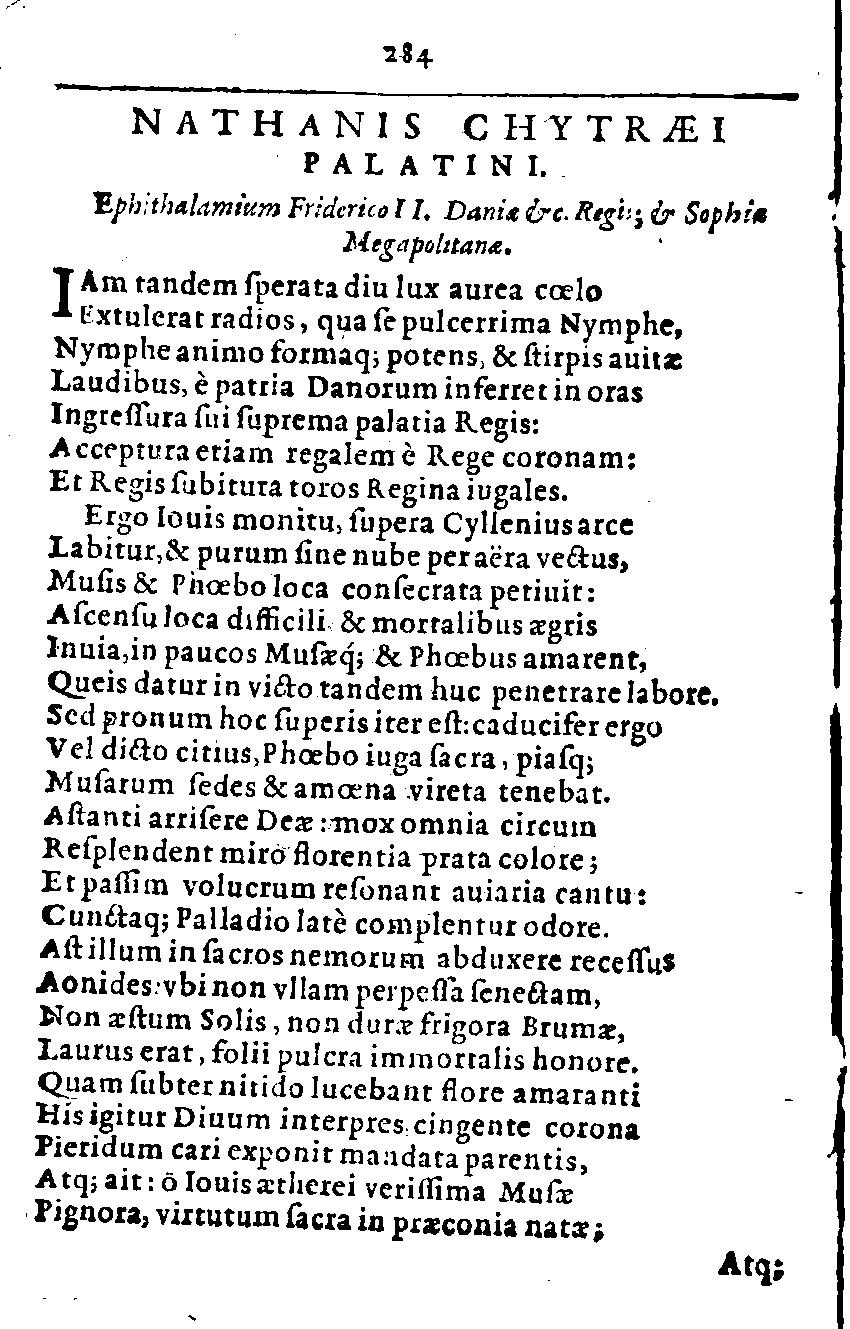 284
NATHANIS CHYTRÆI
PALATINI.
Ephithalamium Friderico II. Daniæ &c. Regis; & Sophiæ
Megapolitanæ.
IAm tandem ſperata diu lux aurea cœlo
Extulerat radios, qua ſe pulcerrima Nymphe,
Nymphe animo formaq; potens, & ſtirpis auitæ
Laudibus, è patria Danorum inferret in oras
Ingreſſura ſui ſuprema palatia Regis:
Acceptura etiam regalem è Rege coronam:
Et Regis ſubitura toros Regina iugales.
Ergo Iouis monitu, ſupera Cyllenius arce
Labitur, & purum ſine nube per aëra vectus,
Muſis & Phœbo loca conſecrata petiuit:
Aſcenſu loca difficili & mortalibus ægris
Inuia, in paucos Muſæq́; & Phœbus amarent,
Queis datur in victo tandem huc penetrare labore.
Sed pronum hoc ſuperis iter eſt: caducifer ergo
Vel dicto citius, Phœbo iuga ſacra, piaſq;
Muſarum ſedes & amœna vireta tenebat.
Aſtanti arriſere Deæ: mox omnia circum
Reſplendent miro florentia prata colore;
Et paſſim volucrum reſonant auiaria cantu:
Cunctaq; Palladio latè complentur odore.
Aſt illum in ſacros nemorum abduxere receſſus
Aonides: vbi non vllam perpeſſa ſenectam,
Non æſtum Solis, non duræ frigora Brumæ,
Laurus erat, folii pulcra immortalis honore.
Quam ſubter nitido lucebant flore amaranti
His igitur Diuum interpres, cingente corona
Pieridum cari exponit mandata parentis,
Atq; ait: ô Iouis ætherei veriſſima Muſæ
Pignora, virtutum ſacra in præconia natæ;
Atq;